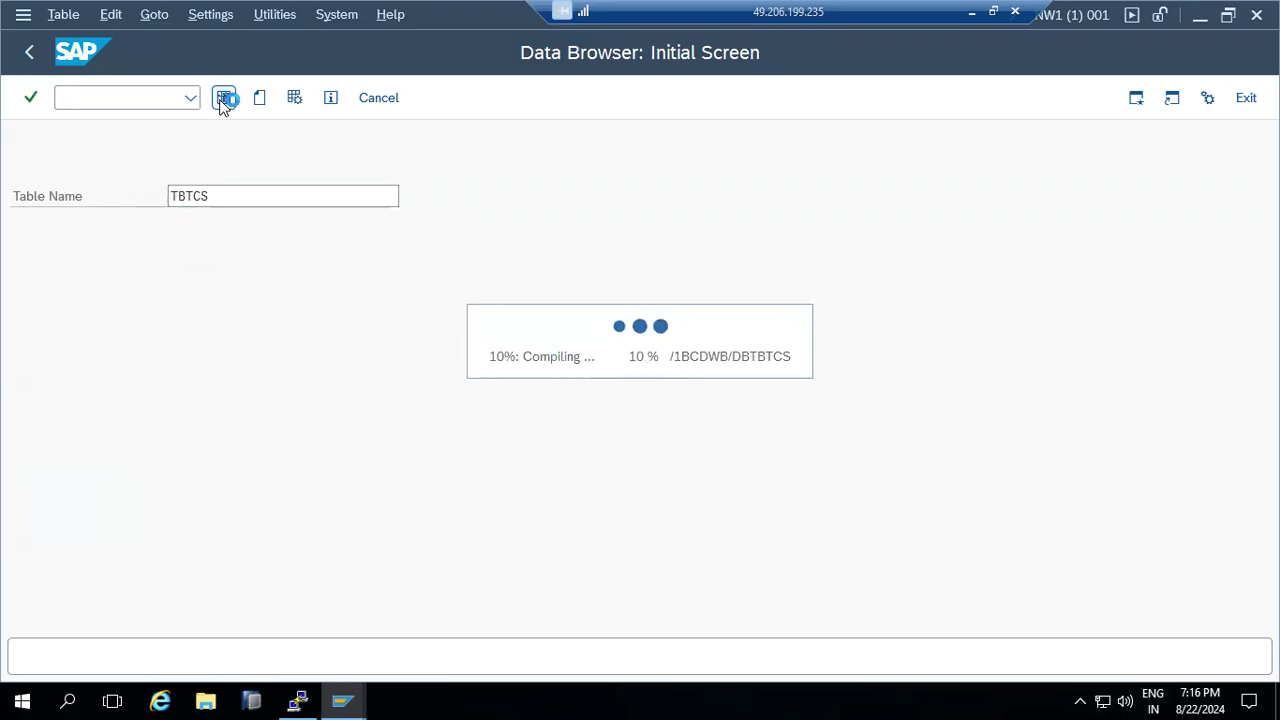 Table Edit Goto Settings Utilities System Help
49.206.199.235
NW1 (1) 001
SAP
Data Browser: Initial Screen
Cancel
Exit
Table Name
TBTCS
10%: Compiling ... 10 % /1BCDWB/DBTBTCS
ENG
IN
7:16 PM
8/22/2024